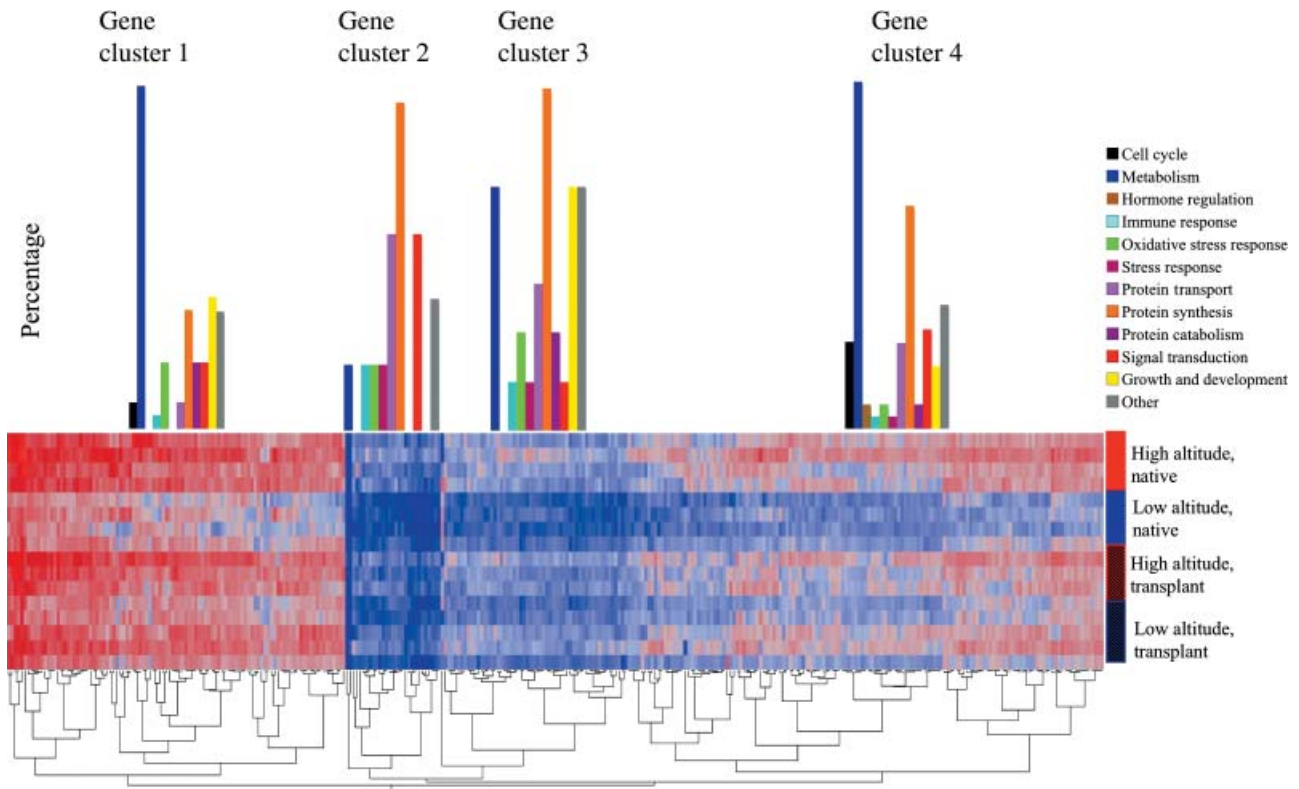 Gene
cluster 1
Gene
cluster 2
Gene
cluster 3
Gene
cluster 4
Percentage
Cell cycle
Metabolism
Hormone regulation
Immune response
Oxidative stress response
Stress response
Protein transport
Protein synthesis
Protein catabolism
Signal transduction
Growth and development
Other
High altitude,
native
Low altitude,
native
High altitude,
transplant
Low altitude,
transplant